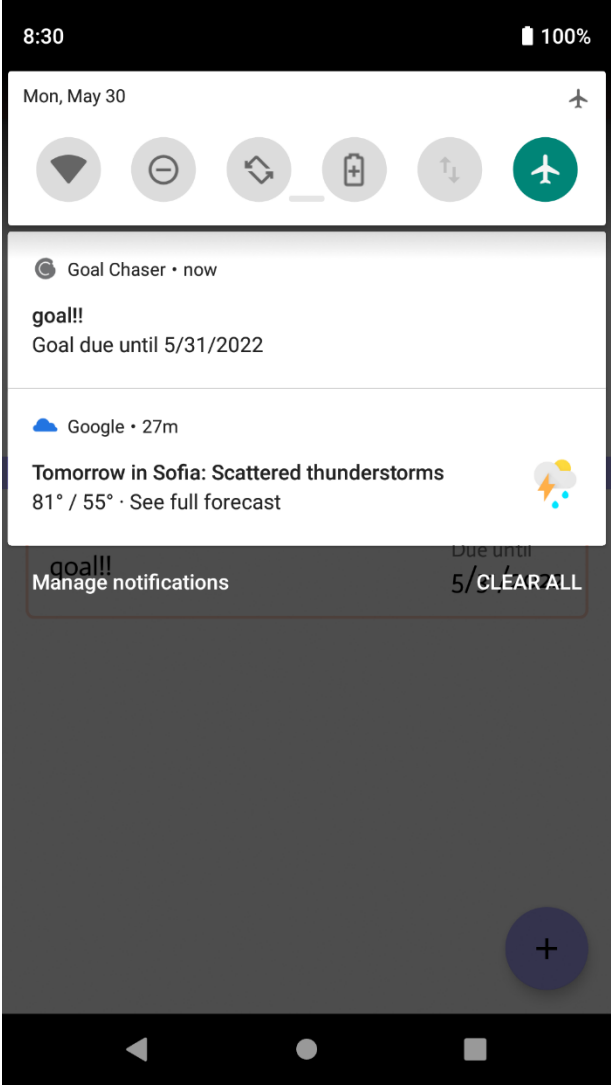 8:30 100%
Mon, May 30
Goal Chaser • now
goal!!
Goal due until 5/31/2022
Google • 27m
Tomorrow in Sofia: Scattered thunderstorms
81° / 55° · See full forecast
Due until
goal!!
Manage notifications CLEAR ALL